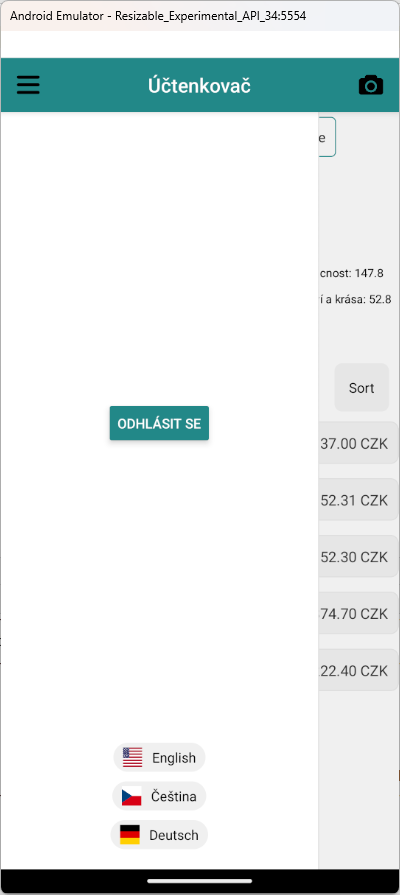 Android Emulator - Resizable_Experimental_API_34:5554
Účtenkovač
e
cnost: 147.8
í a krása: 52.8
Sort
37.00 CZK
52.31 CZK
52.30 CZK
ODHLÁSIT SE
74.70 CZK
22.40 CZK
English
Čeština
Deutsch